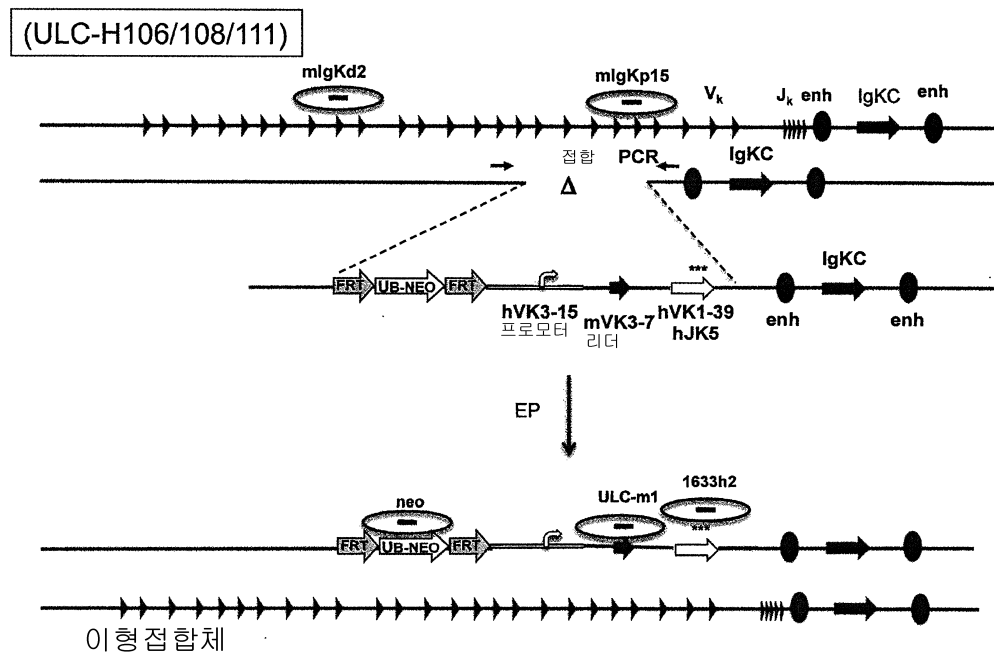 (ULC-H106/108/111)
mIgKd2
mIgKp15
Vk
Jk
enh
IgKC
enh
접합
PCR
IgKC
Δ
IgKC
***
FRT
UB-NEO
FRT
hVK3-15
프로모터
mVK3-7
리더
hVK1-39
hJK5
enh
enh
EP
neo
ULC-m1
1633h2
***
FRT
UB-NEO
FRT
이형접합체